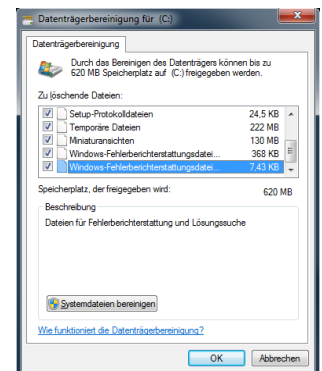 Datenträgerbereinigung für (C:)
Datenträgerbereinigung
Durch das Bereinigen des Datenträgers können bis zu
620 MB Speicherplatz auf (C:) freigegeben werden.
Zu löschende Dateien:
Setup-Protokolldateien 24,5 KB
Temporäre Dateien 222 MB
Miniaturansichten 130 MB
Windows-Fehlerberichterstattungsdatei... 368 KB
Windows-Fehlerberichterstattungsdatei... 7,43 KB
Speicherplatz, der freigegeben wird: 620 MB
Beschreibung
Dateien für Fehlerberichterstattung und Lösungssuche
Systemdateien bereinigen
Wie funktioniert die Datenträgerbereinigung?
OK Abbrechen